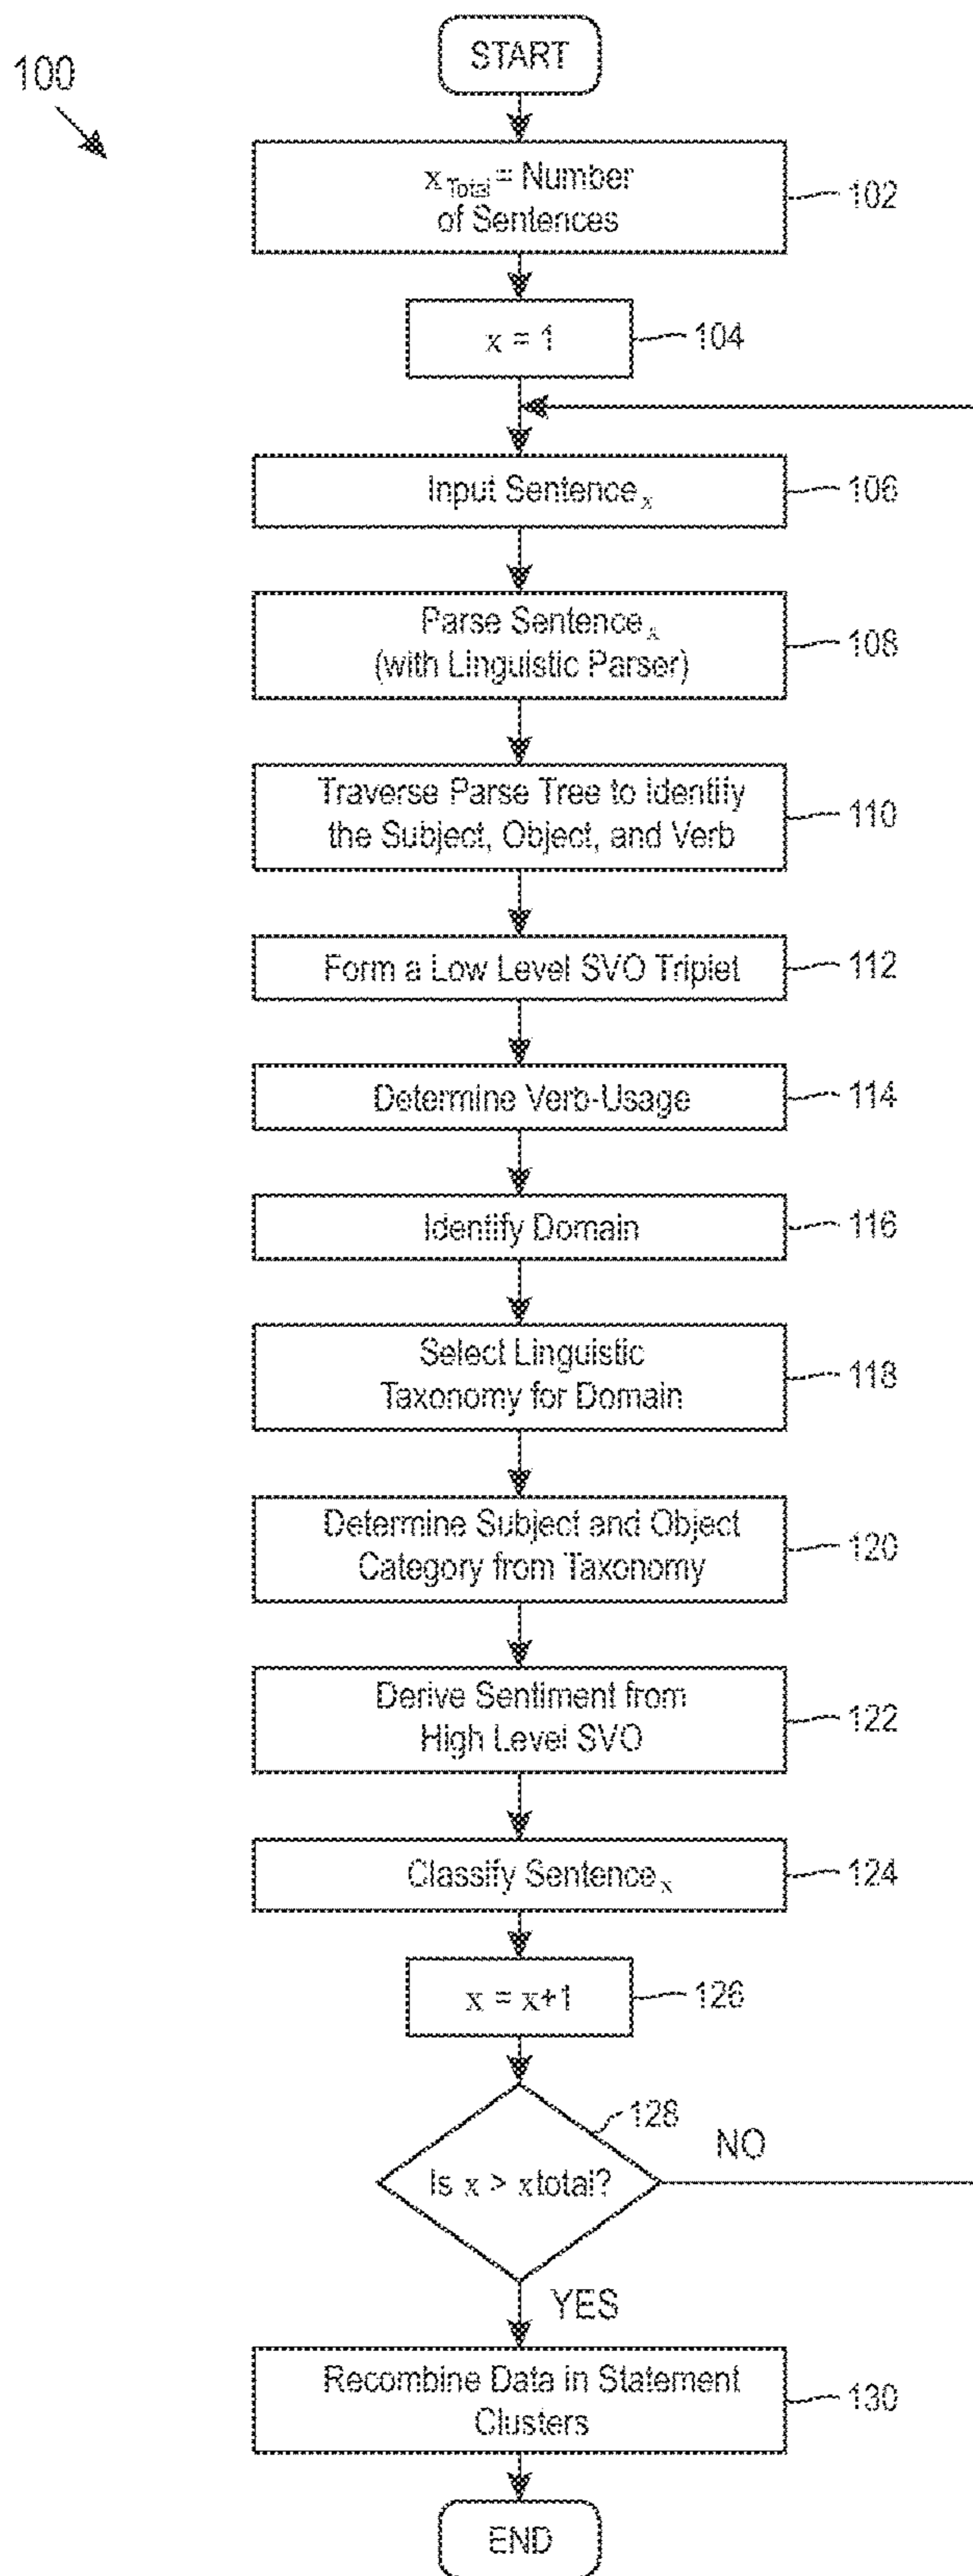 100
START
x Total = Number
of Sentences
102
x = 1
104
Input Sentence x
106
Parse Sentence x
(with Linguistic Parser)
108
Traverse Parse Tree to Identify
the Subject, Object, and Verb
110
Form a Low Level SVO Triplet
112
Determine Verb-Usage
114
Identify Domain
116
Select Linguistic
Taxonomy for Domain
118
Determine Subject and Object
Category from Taxonomy
120
Derive Sentiment from
High Level SVO
122
Classify Sentence x
124
x = x+1
126
128
NO
Is x > xtotal?
YES
Recombine Data in Statement
Clusters
130
END